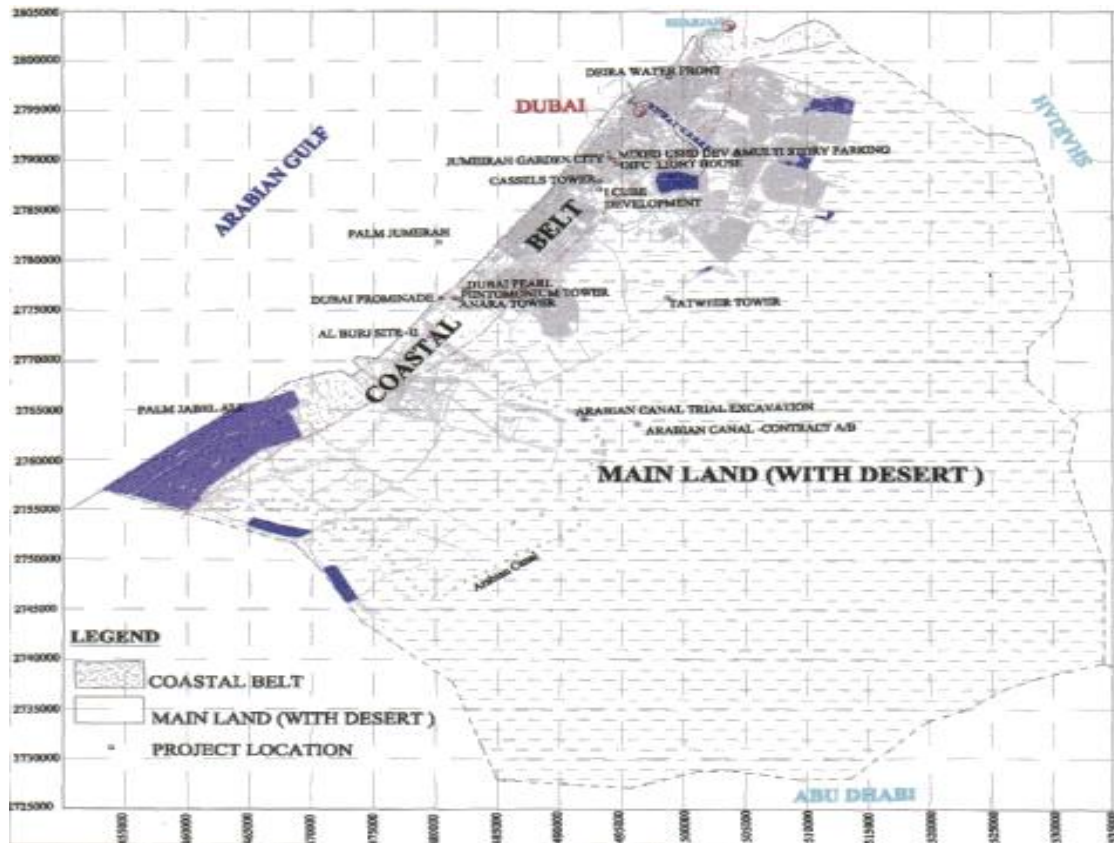 2805000
SHARJAH
2800000
DEIRA WATER FRONT
2795000
DUBAI
SHARJAH
ARABIAN GULF
2790000
JUMEIRAH GARDEN CITY
MIXED USED DEV &MULTI STORY PARKING
DIFC LIGHT HOUSE
CASSELS TOWER
I CUBE
DEVELOPMENT
2785000
BELT
PALM JUMEIRAH
2780000
DUBAI PEARL
DUBAI PROMINADE
PENTOMONIUM TOWER
ANARA TOWER
TATWEER TOWER
2775000
AL BURJ SITE-II
COASTAL
2770000
2765000
PALM JABEL ALI
ARABIAN CANAL TRIAL EXCAVATION
ARABIAN CANAL -CONTRACT A/B
2760000
MAIN LAND (WITH DESERT )
2755000
2750000
Arabian Canal
2745000
LEGEND
2740000
COASTAL BELT
2735000
MAIN LAND (WITH DESERT )
2730000
PROJECT LOCATION
2725000
ABU DHABI